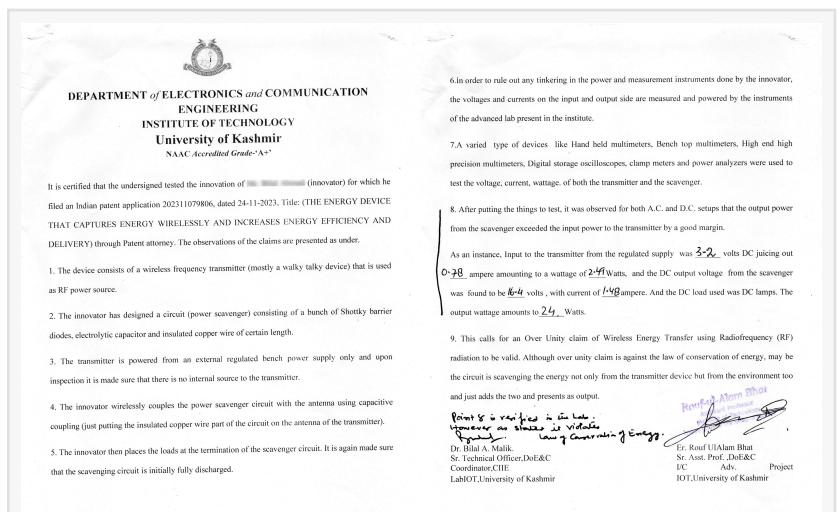 DEPARTMENT of ELECTRONICS and COMMUNICATION
ENGINEERING
INSTITUTE OF TECHNOLOGY
University of Kashmir
NAAC Accredited Grade-'A+'
It is certified that the undersigned tested the innovation of (innovator) for which he
filed an Indian patent application 202311079806, dated 24-11-2023, Title: (THE ENERGY DEVICE
THAT CAPTURES ENERGY WIRELESSLY AND INCREASES ENERGY EFFICIENCY AND
DELIVERY) through Patent attorney. The observations of the claims are presented as under.
1. The device consists of a wireless frequency transmitter (mostly a walky talky device) that is used
as RF power source.
2. The innovator has designed a circuit (power scavenger) consisting of a bunch of Shottky barrier
diodes, electrolytic capacitor and insulated copper wire of certain length.
3. The transmitter is powered from an external regulated bench power supply only and upon
inspection it is made sure that there is no internal source to the transmitter.
4. The innovator wirelessly couples the power scavenger circuit with the antenna using capacitive
coupling (just putting the insulated copper wire part of the circuit on the antenna of the transmitter).
5. The innovator then places the loads at the termination of the scavenger circuit. It is again made sure
that the scavenging circuit is initially fully discharged.
6.in order to rule out any tinkering in the power and measurement instruments done by the innovator,
the voltages and currents on the input and output side are measured and powered by the instruments
of the advanced lab present in the institute.
7.A varied type of devices like Hand held multimeters, Bench top multimeters, High end high
precision multimeters, Digital storage oscilloscopes, clamp meters and power analyzers were used to
test the voltage, current, wattage. of both the transmitter and the scavenger.
8. After putting the things to test, it was observed for both A.C. and D.C. setups that the output power
from the scavenger exceeded the input power to the transmitter by a good margin.
As an instance, Input to the transmitter from the regulated supply was 3-2 volts DC juicing out
0.78 ampere amounting to a wattage of 2.49 Watts, and the DC output voltage from the scavenger
was found to be 16-4 volts , with current of 1.48 ampere. And the DC load used was DC lamps. The
output wattage amounts to 24 Watts.
9. This calls for an Over Unity claim of Wireless Energy Transfer using Radiofrequency (RF)
radiation to be valid. Although over unity claim is against the law of conservation of energy, may be
the circuit is scavenging the energy not only from the transmitter device but from the environment too
and just adds the two and presents as output.
Point 8 is verified in the Lab.
However as states is violates
Law of Conservation of Energy.
Dr. Bilal A. Malik.
Sr. Technical Officer,DoE&C
Coordinator,CIIE
LabIOT,University of Kashmir
Rouf-ul-Alam Bhat
Er. Rouf UlAlam Bhat
Sr. Asst. Prof. ,DoE&C
I/C Adv. Project
IOT,University of Kashmir